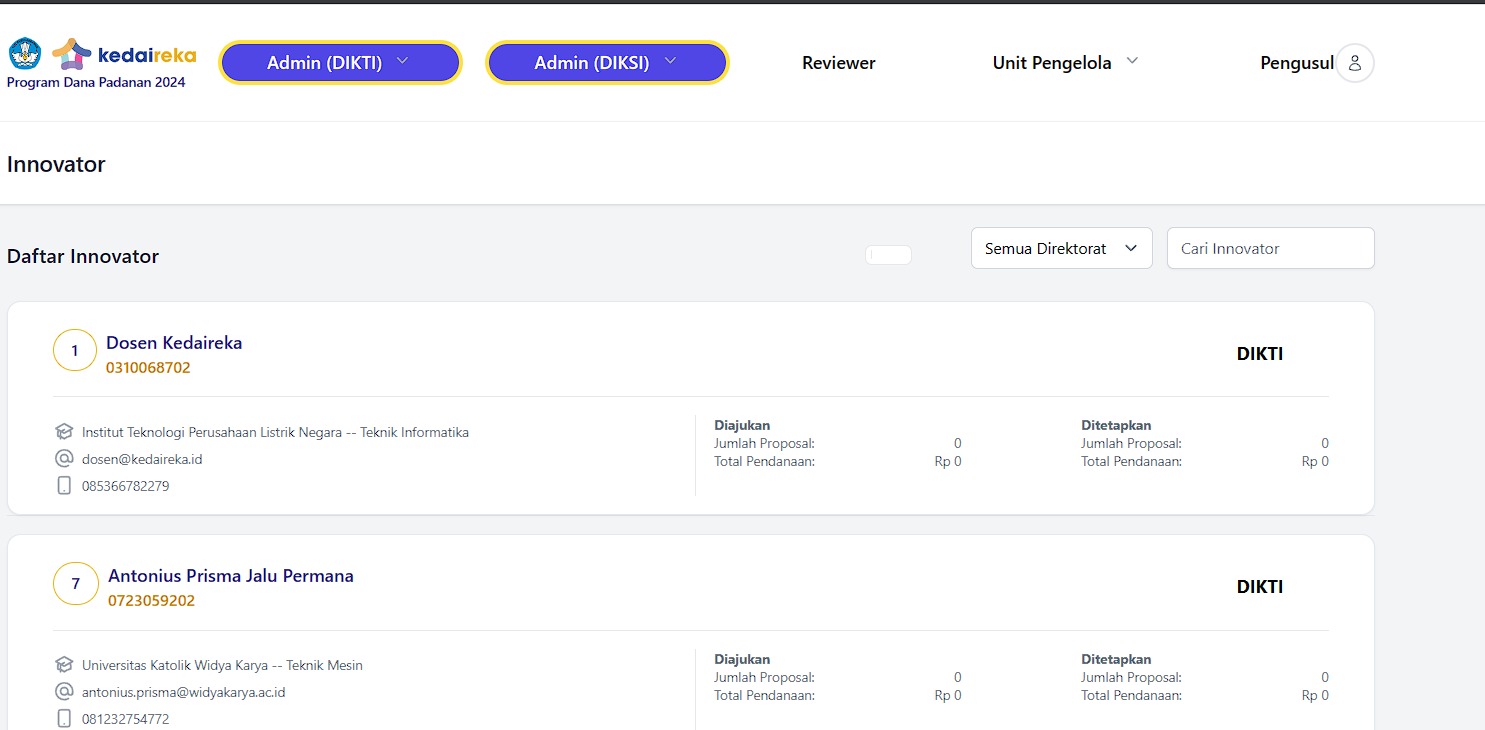 kedaireka
Program Dana Padanan 2024
Admin (DIKTI)
Admin (DIKSI)
Reviewer
Unit Pengelola
Pengusul
Innovator
Daftar Innovator
Semua Direktorat
Cari Innovator
1
Dosen Kedaireka
0310068702
DIKTI
Institut Teknologi Perusahaan Listrik Negara -- Teknik Informatika
dosen@kedaireka.id
085366782279
Diajukan
Jumlah Proposal: 0
Total Pendanaan: Rp 0
Ditetapkan
Jumlah Proposal: 0
Total Pendanaan: Rp 0
7
Antonius Prisma Jalu Permana
0723059202
DIKTI
Universitas Katolik Widya Karya -- Teknik Mesin
antonius.prisma@widyakarya.ac.id
081232754772
Diajukan
Jumlah Proposal: 0
Total Pendanaan: Rp 0
Ditetapkan
Jumlah Proposal: 0
Total Pendanaan: Rp 0